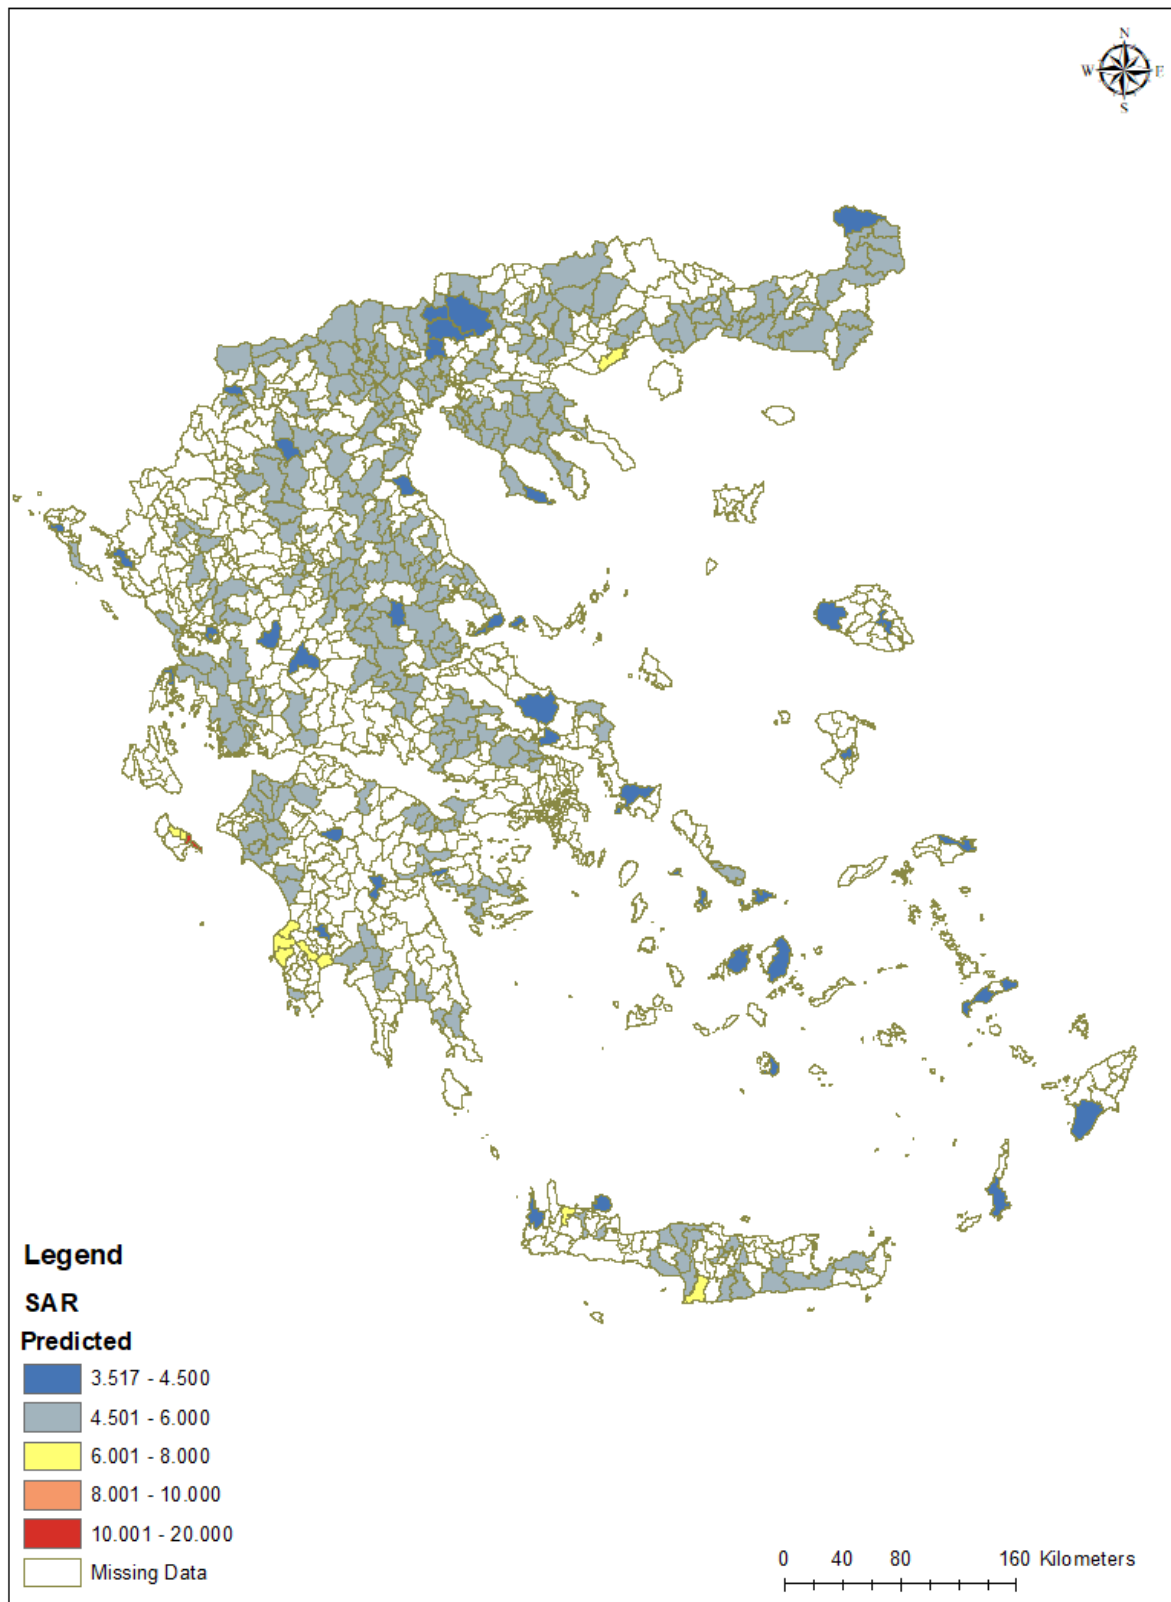 N
W E
S
Legend
SAR
Predicted
3.517 - 4.500
4.501 - 6.000
6.001 - 8.000
8.001 - 10.000
10.001 - 20.000
Missing Data
0 40 80 160 Kilometers